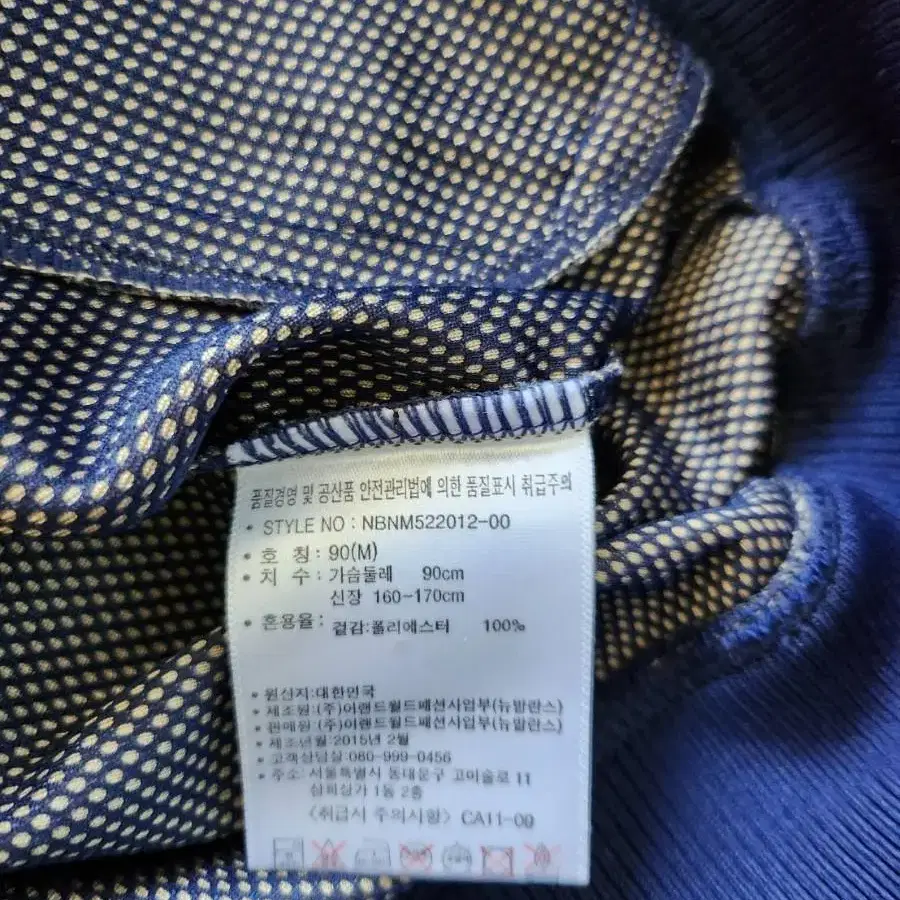 품질경영 및 공산품 안전관리법에 의한 품질표시 취급주의
• STYLE NO : NBNM522012-00
• 호 칭 : 90(M)
• 치 수 : 가슴둘레 90cm
신장 160-170cm
• 혼용율 : 겉감:폴리에스터 100%
• 원산지:대한민국
• 제조원:(주)이랜드월드패션사업부(뉴발란스)
• 판매원:(주)이랜드월드패션사업부(뉴발란스)
• 제조년월:2015년 2월
• 고객상담실:080-999-0456
• 주소: 서울특별시 동대문구 고미술로 11
삼희상가 1동 2층
<취급시 주의사항> CA11-09